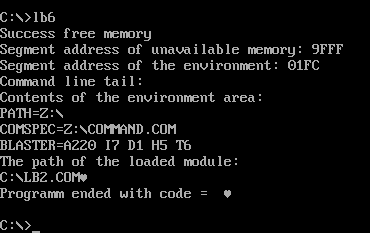 C:\>lb6
Success free memory
Segment address of unavailable memory: 9FFF
Segment address of the environment: 01FC
Command line tail:
Contents of the environment area:
PATH=Z:\
COMSPEC=Z:\COMMAND.COM
BLASTER=A220 I7 D1 H5 T6
The path of the loaded module:
C:\LB2.COM♥
Programm ended with code =  ♥
C:\>_